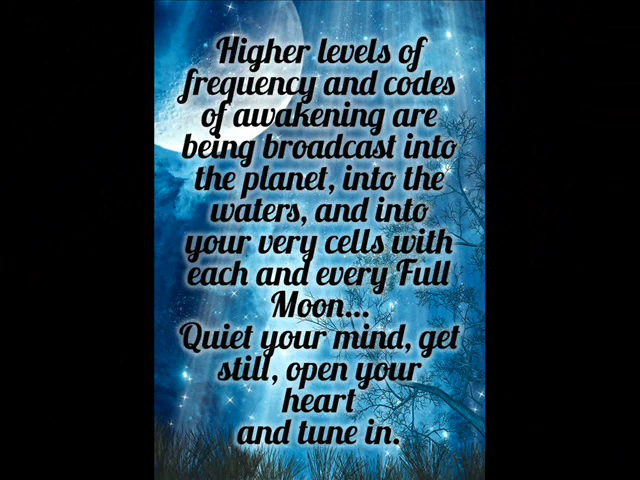 Higher levels of
frequency and codes
of awakening are
being broadcast into
the planet, into the
waters, and into
your very cells with
each and every Full
Moon...
Quiet your mind, get
still, open your
heart
and tune in.